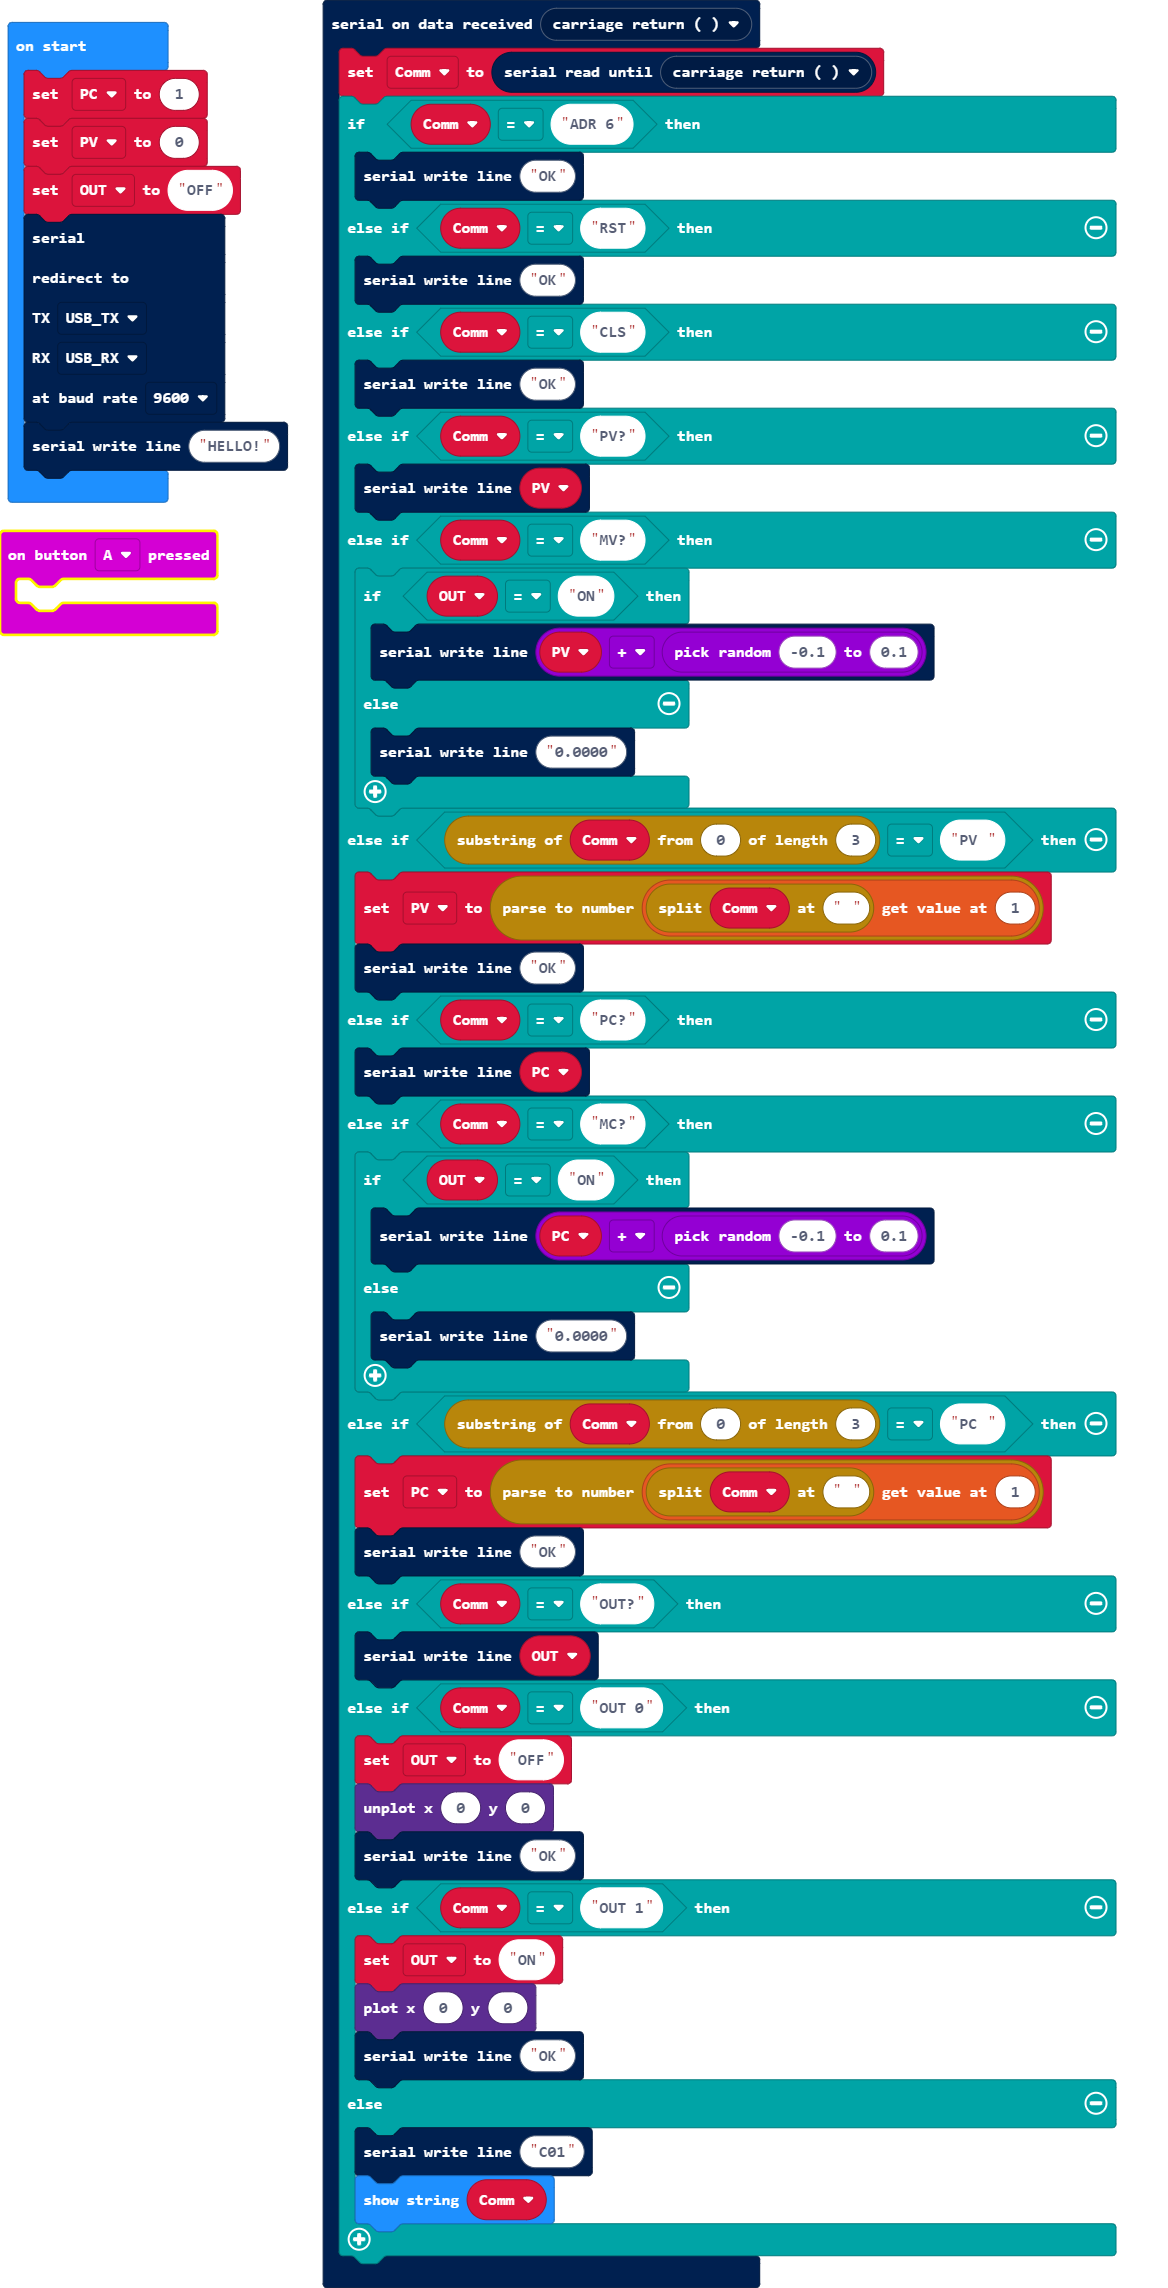 on start
set PC to 1
set PV to 0
set OUT to "OFF"
serial
redirect to
TX USB_TX
RX USB_RX
at baud rate 9600
serial write line "HELLO!"
on button A pressed
serial on data received carriage return ( )
set Comm to serial read until carriage return ( )
if Comm = "ADR 6" then
serial write line "OK"
else if Comm = "RST" then
serial write line "OK"
else if Comm = "CLS" then
serial write line "OK"
else if Comm = "PV?" then
serial write line PV
else if Comm = "MV?" then
if OUT = "ON" then
serial write line PV + pick random -0.1 to 0.1
else
serial write line "0.0000"
else if substring of Comm from 0 of length 3 = "PV " then
set PV to parse to number split Comm at " " get value at 1
serial write line "OK"
else if Comm = "PC?" then
serial write line PC
else if Comm = "MC?" then
if OUT = "ON" then
serial write line PC + pick random -0.1 to 0.1
else
serial write line "0.0000"
else if substring of Comm from 0 of length 3 = "PC " then
set PC to parse to number split Comm at " " get value at 1
serial write line "OK"
else if Comm = "OUT?" then
serial write line OUT
else if Comm = "OUT 0" then
set OUT to "OFF"
unplot x 0 y 0
serial write line "OK"
else if Comm = "OUT 1" then
set OUT to "ON"
plot x 0 y 0
serial write line "OK"
else
serial write line "C01"
show string Comm